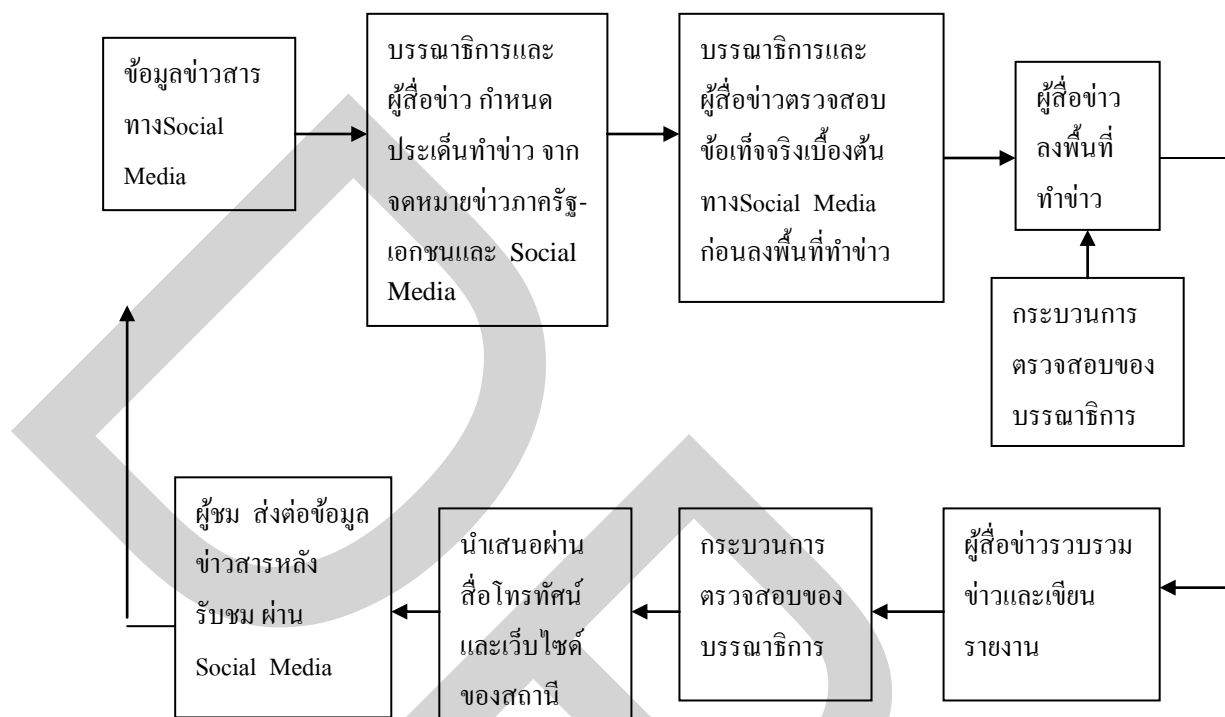 ข้อมูลข่าวสาร
ทางSocial
Media
บรรณาธิการและ
ผู้สื่อข่าว กำหนด
ประเด็นทำข่าว จาก
จดหมายข่าวภาครัฐ-
เอกชนและ Social
Media
บรรณาธิการและ
ผู้สื่อข่าวตรวจสอบ
ข้อเท็จจริงเบื้องต้น
ทางSocial Media
ก่อนลงพื้นที่ทำข่าว
ผู้สื่อข่าว
ลงพื้นที่
ทำข่าว
กระบวนการ
ตรวจสอบของ
บรรณาธิการ
ผู้สื่อข่าวรวบรวม
ข่าวและเขียน
รายงาน
กระบวนการ
ตรวจสอบของ
บรรณาธิการ
นำเสนอผ่าน
สื่อโทรทัศน์
และเว็บไซด์
ของสถานี
ผู้ชม ส่งต่อข้อมูล
ข่าวสารหลัง
รับชม ผ่าน
Social Media